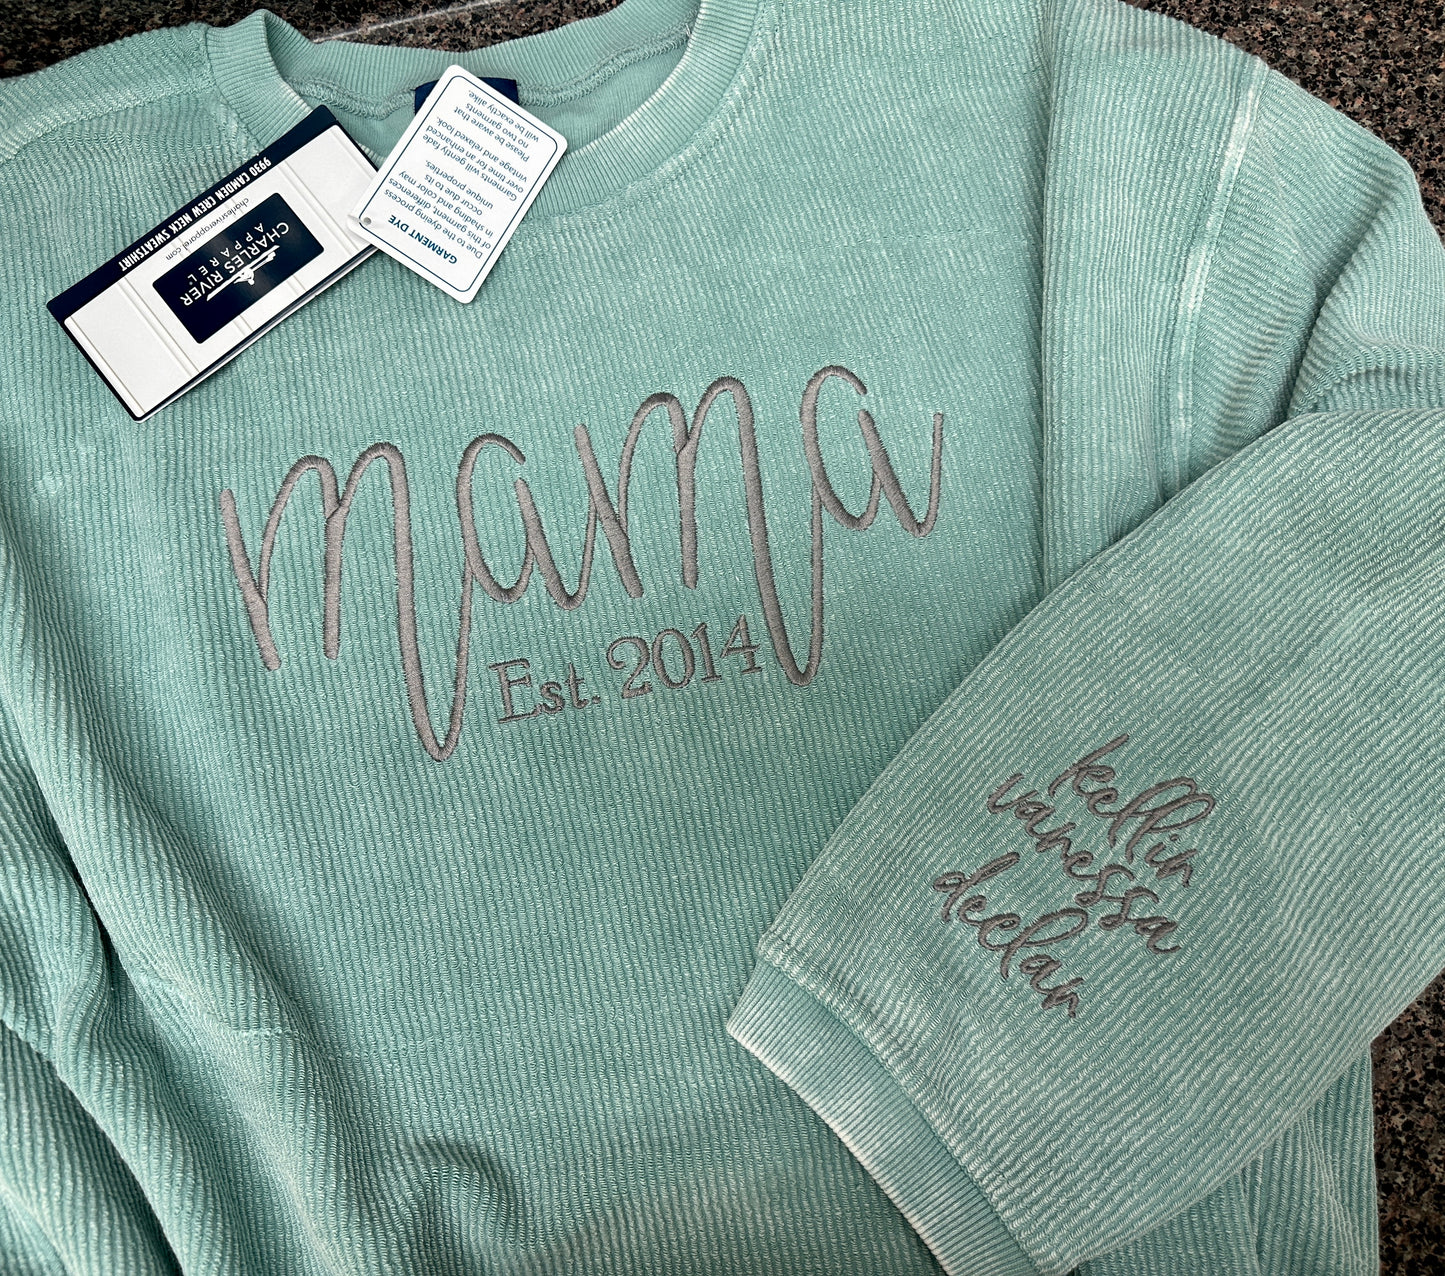 9930 CAMDEN CREW NECK SWEATSHIRT
charlesriverapparel.com
CHARLES RIVER
APPAREL®
GARMENT DYE
Due to the dyeing process
of this garment, differences
in shading and color may
occur due to its
unique properties.
Garments will gently fade
over time for an enhanced
vintage and relaxed look.
Please be aware that
no two garments
will be exactly alike.
mama
Est. 2014
kellin
vanessa
declan